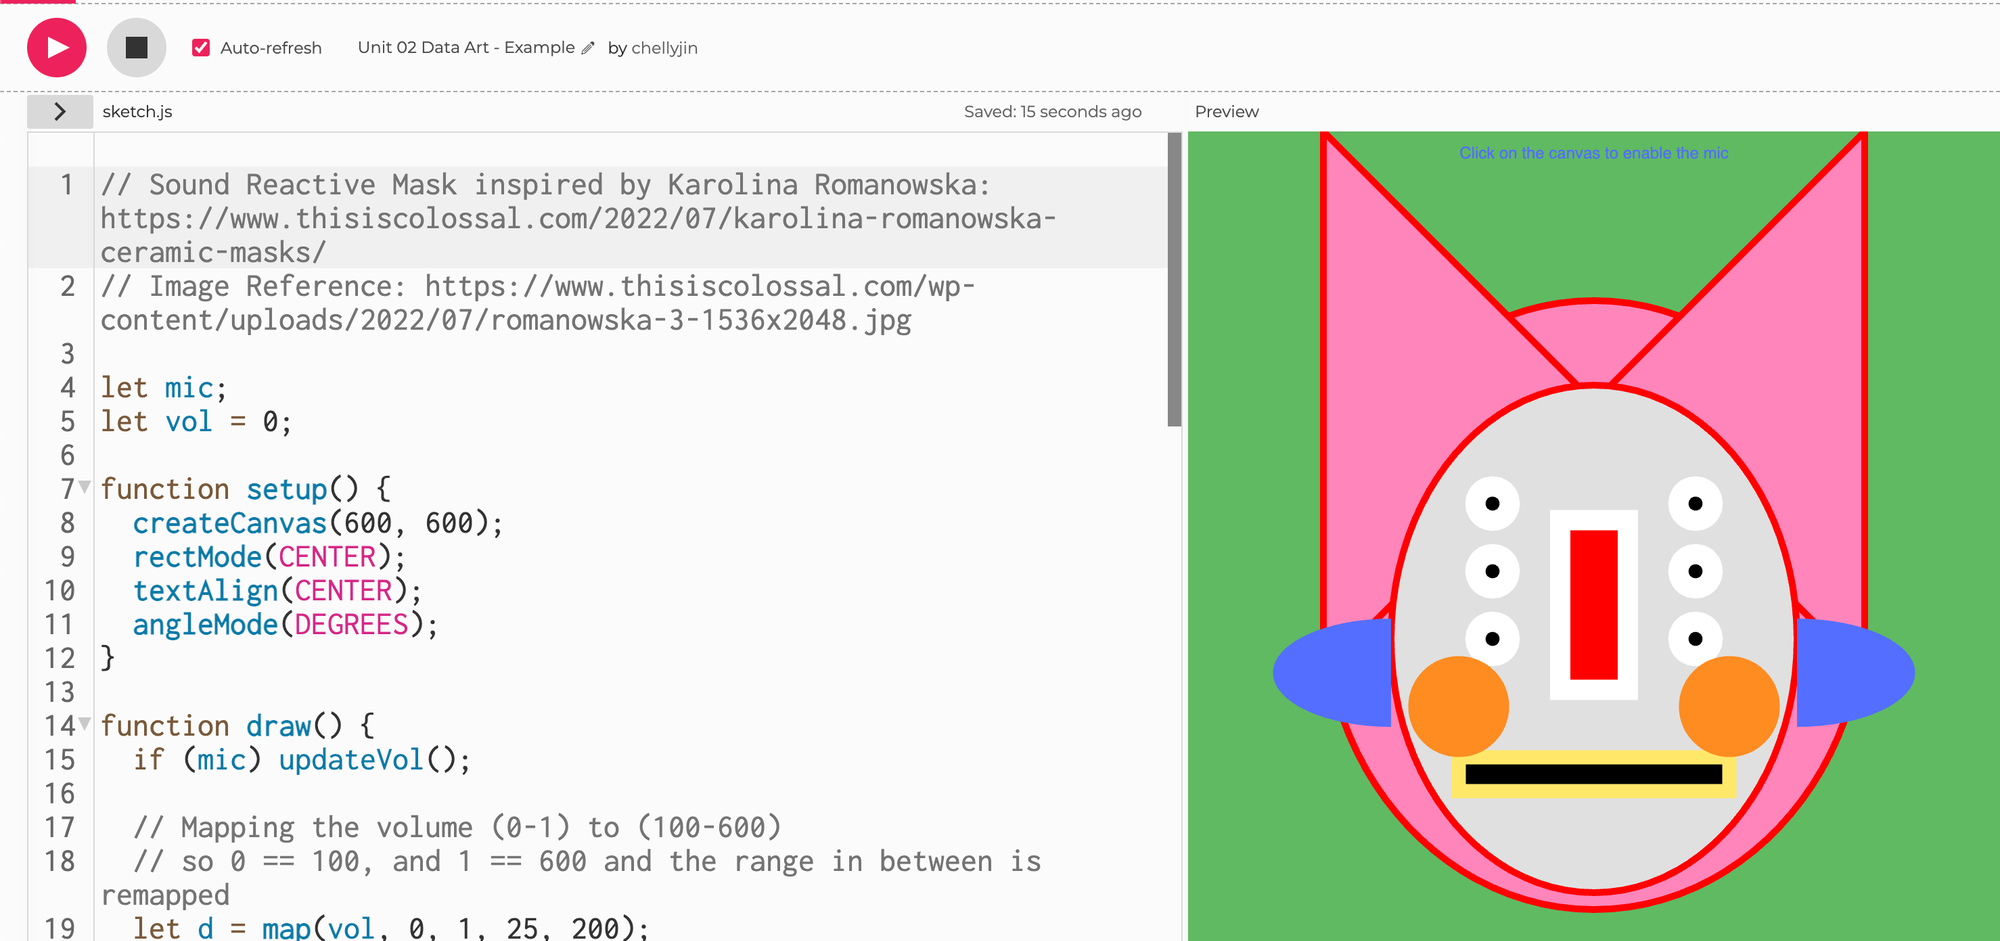 Auto-refresh
Unit 02 Data Art - Example
by chellyjin
sketch.js
Saved: 15 seconds ago
Preview
1 // Sound Reactive Mask inspired by Karolina Romanowska:
https://www.thisiscolossal.com/2022/07/karolina-romanowska-
ceramic-masks/
2 // Image Reference: https://www.thisiscolossal.com/wp-
content/uploads/2022/07/romanowska-3-1536x2048.jpg
3
4 let mic;
5 let vol = 0;
6
7 function setup() {
8   createCanvas(600, 600);
9   rectMode(CENTER);
10   textAlign(CENTER);
11   angleMode(DEGREES);
12 }
13
14 function draw() {
15   if (mic) updateVol();
16
17   // Mapping the volume (0-1) to (100-600)
18   // so 0 == 100, and 1 == 600 and the range in between is
remapped
19   let d = map(vol, 0, 1, 25, 200);
Click on the canvas to enable the mic